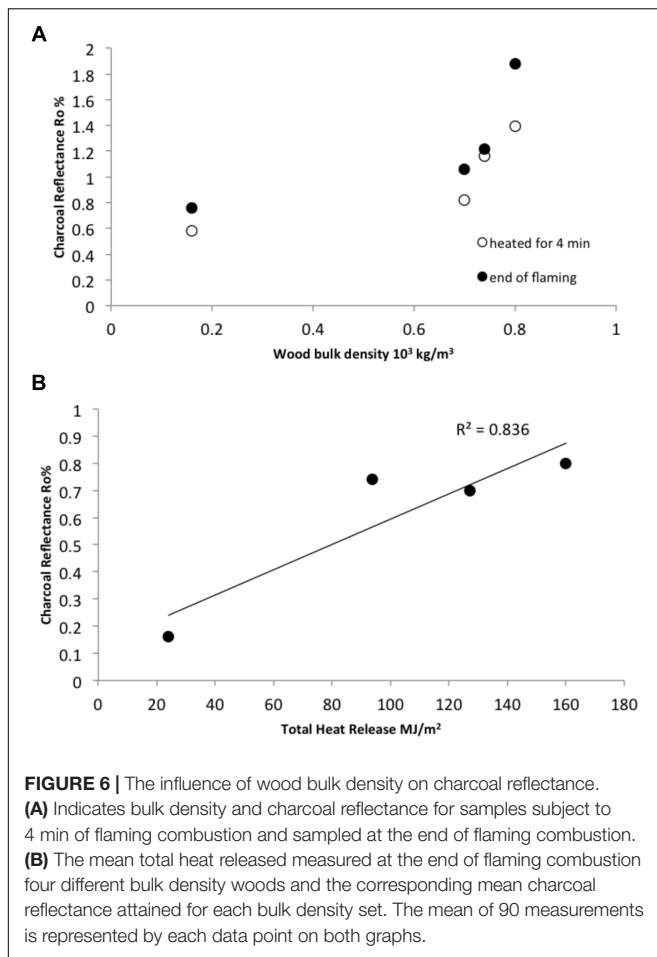 A
Charcoal Reflectance Ro %
2
1.8
1.6
1.4
1.2
1
0.8
0.6
0.4
0.2
0
heated for 4 min
end of flaming
0 0.2 0.4 0.6 0.8 1
Wood bulk density 10³ kg/m³
B
Charcoal Reflectance Ro%
1
0.9
0.8
0.7
0.6
0.5
0.4
0.3
0.2
0.1
0
R² = 0.836
0 20 40 60 80 100 120 140 160 180
Total Heat Release MJ/m²
FIGURE 6 | The influence of wood bulk density on charcoal reflectance.
(A) Indicates bulk density and charcoal reflectance for samples subject to
4 min of flaming combustion and sampled at the end of flaming combustion.
(B) The mean total heat released measured at the end of flaming combustion
four different bulk density woods and the corresponding mean charcoal
reflectance attained for each bulk density set. The mean of 90 measurements
is represented by each data point on both graphs.